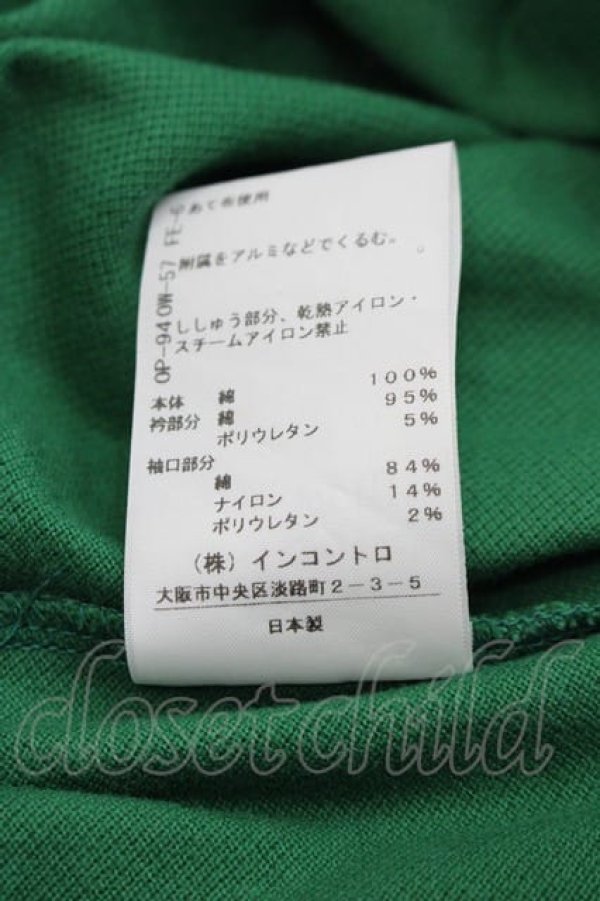 あて布使用
附属をアルミなどでくるむ。
ししゅう部分、乾熱アイロン・
スチームアイロン禁止
100%
本体 綿 95%
衿部分 綿 5%
ポリウレタン
袖口部分
綿 84%
ナイロン 14%
ポリウレタン 2%
(株)インコントロ
大阪市中央区淡路町2-3-5
日本製
OP-940W-57 FE-
closetchild